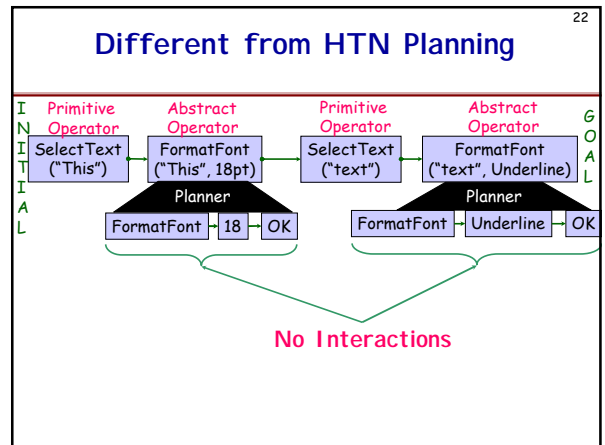 22
Different from HTN Planning
INITIAL
Primitive
Operator
SelectText
("This")
Abstract
Operator
FormatFont
("This", 18pt)
Primitive
Operator
SelectText
("text")
Abstract
Operator
FormatFont
("text", Underline)
GOAL
Planner
FormatFont
18
OK
Planner
FormatFont
Underline
OK
No Interactions